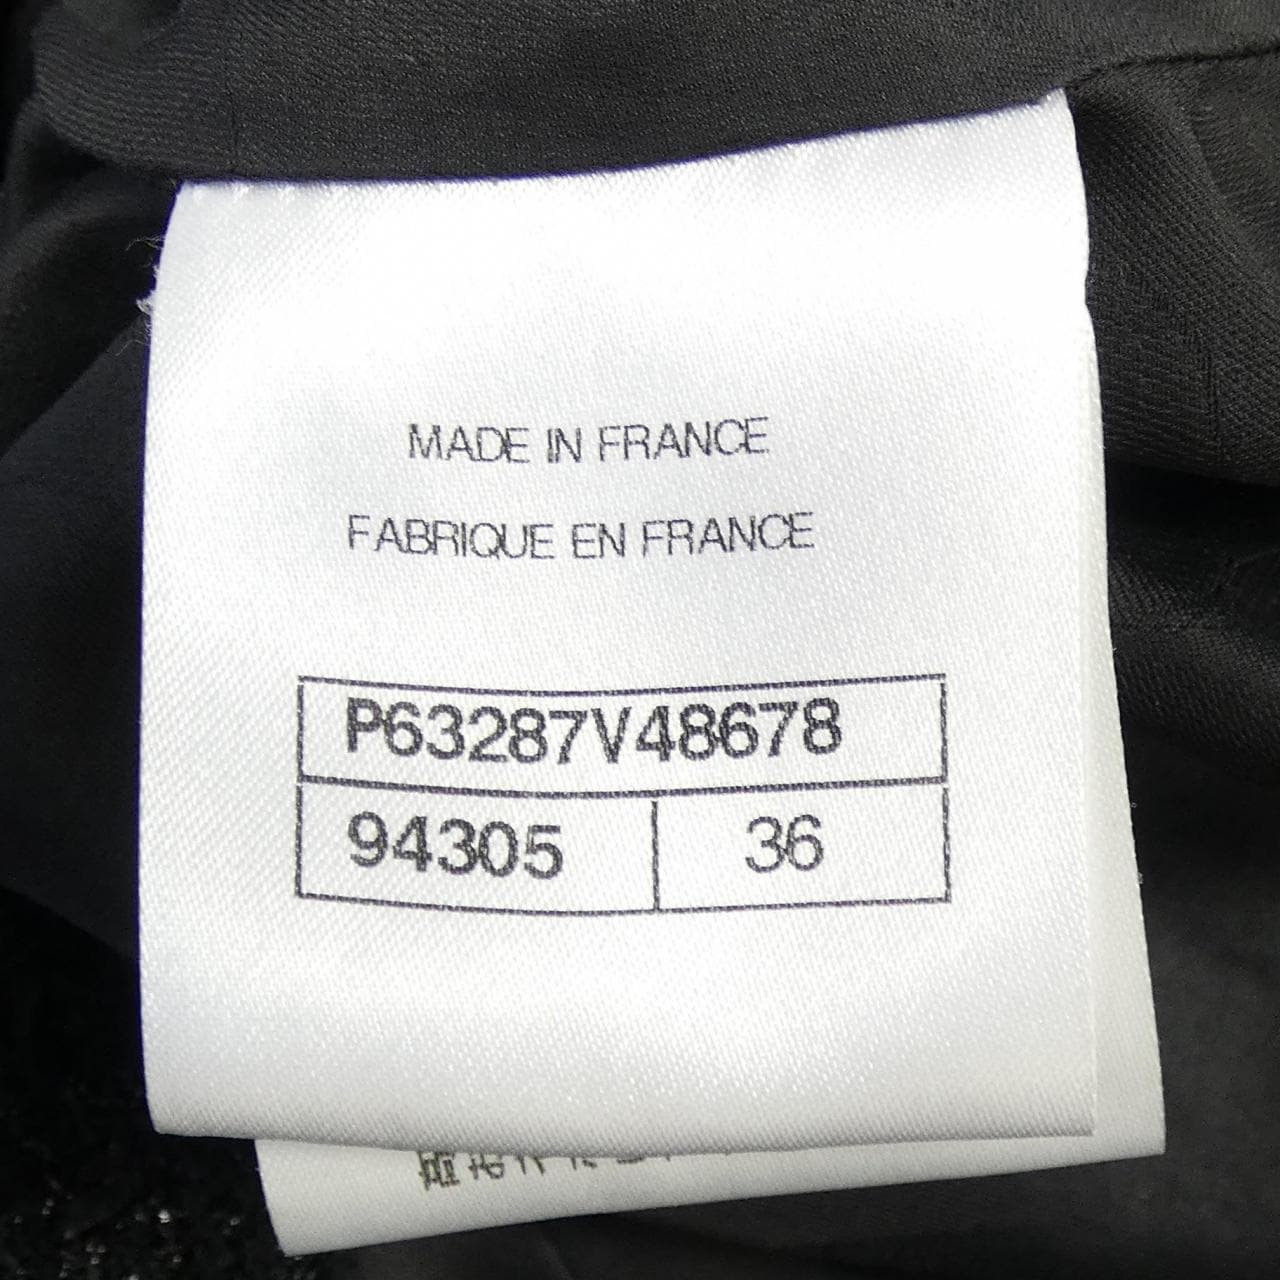 MADE IN FRANCE
FABRIQUE EN FRANCE
P63287V48678
94305 36